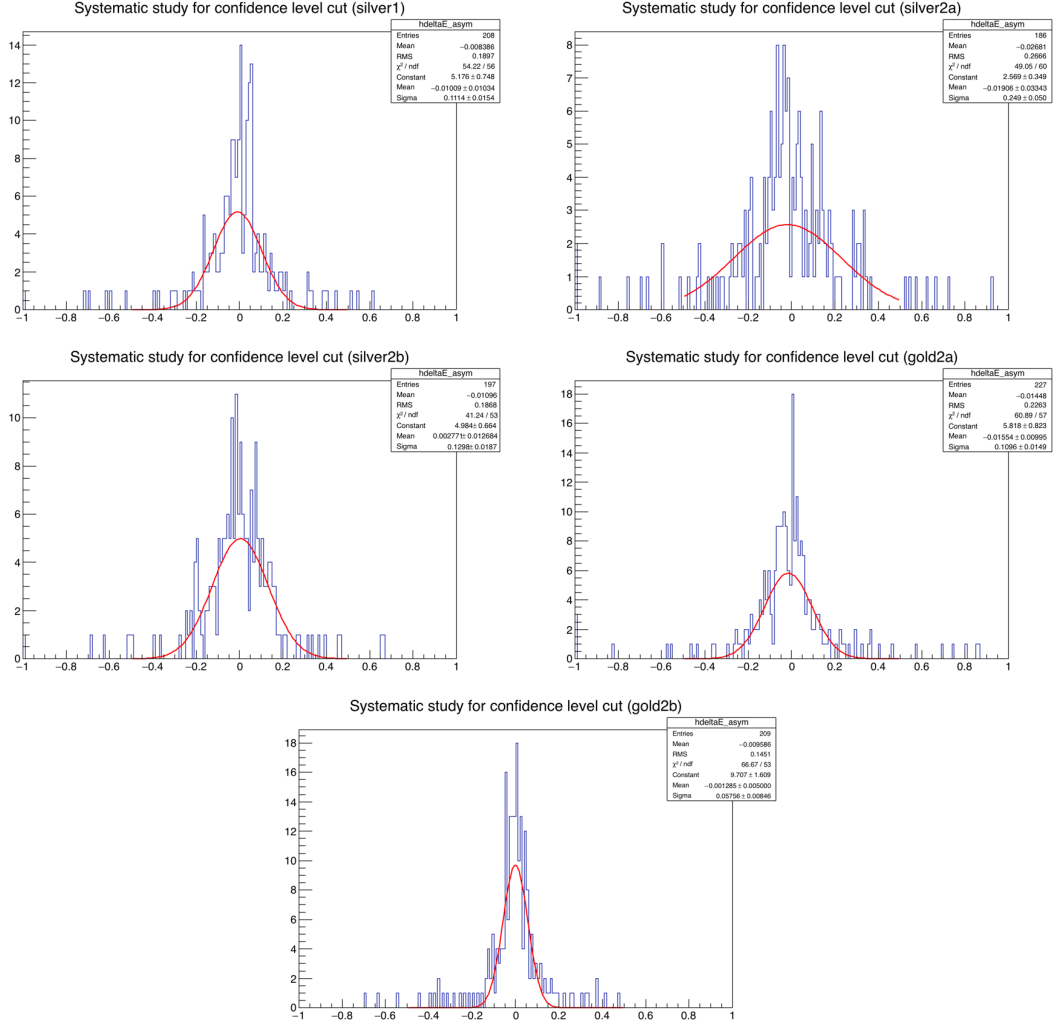 Systematic study for confidence level cut (silver1)
hdeltaE_asym
Entries 208
Mean −0.008386
RMS 0.1897
χ² / ndf 54.22 / 56
Constant 5.176 ± 0.748
Mean −0.01009 ± 0.01034
Sigma 0.1114 ± 0.0154
14
12
10
8
6
4
2
0
−1 −0.8 −0.6 −0.4 −0.2 0 0.2 0.4 0.6 0.8 1
Systematic study for confidence level cut (silver2a)
hdeltaE_asym
Entries 186
Mean −0.02681
RMS 0.2666
χ² / ndf 49.05 / 60
Constant 2.569 ± 0.349
Mean −0.01906 ± 0.03343
Sigma 0.249 ± 0.050
8
7
6
5
4
3
2
1
0
−1 −0.8 −0.6 −0.4 −0.2 0 0.2 0.4 0.6 0.8 1
Systematic study for confidence level cut (silver2b)
hdeltaE_asym
Entries 197
Mean −0.01096
RMS 0.1868
χ² / ndf 41.24 / 53
Constant 4.984 ± 0.664
Mean 0.002771 ± 0.012684
Sigma 0.1298 ± 0.0187
10
8
6
4
2
0
−1 −0.8 −0.6 −0.4 −0.2 0 0.2 0.4 0.6 0.8 1
Systematic study for confidence level cut (gold2a)
hdeltaE_asym
Entries 227
Mean −0.01448
RMS 0.2263
χ² / ndf 60.89 / 57
Constant 5.818 ± 0.823
Mean −0.01554 ± 0.00995
Sigma 0.1096 ± 0.0149
18
16
14
12
10
8
6
4
2
0
−1 −0.8 −0.6 −0.4 −0.2 0 0.2 0.4 0.6 0.8 1
Systematic study for confidence level cut (gold2b)
hdeltaE_asym
Entries 209
Mean −0.009586
RMS 0.1451
χ² / ndf 66.67 / 53
Constant 9.707 ± 1.609
Mean −0.001285 ± 0.005000
Sigma 0.05756 ± 0.00846
18
16
14
12
10
8
6
4
2
0
−1 −0.8 −0.6 −0.4 −0.2 0 0.2 0.4 0.6 0.8 1